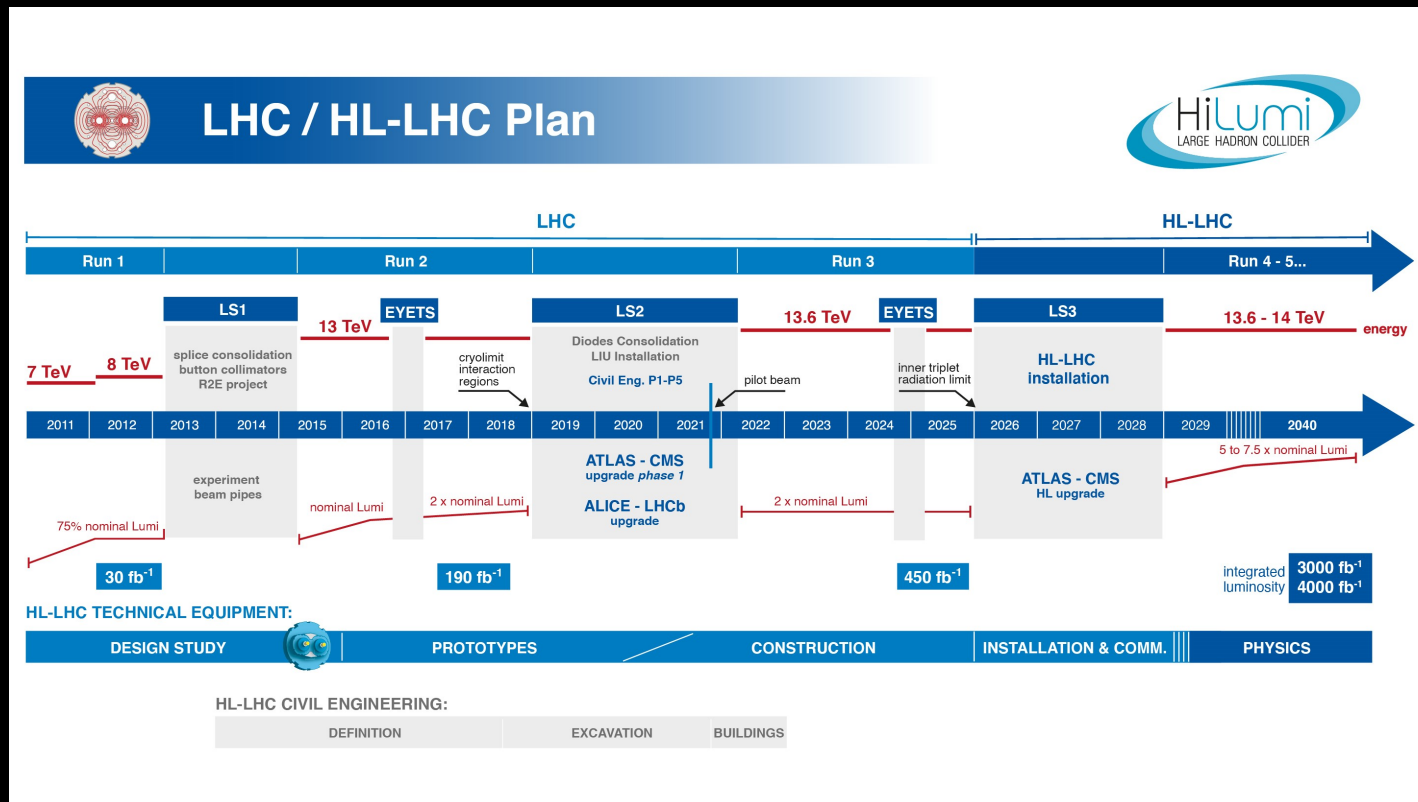 LHC / HL-LHC Plan
HiLumi
LARGE HADRON COLLIDER
LHC
HL-LHC
Run 1
Run 2
Run 3
Run 4 - 5...
LS1
EYETS
LS2
EYETS
LS3
7 TeV
8 TeV
13 TeV
13.6 TeV
13.6 - 14 TeV
energy
splice consolidation
button collimators
R2E project
cryolimit
interaction
regions
Diodes Consolidation
LIU Installation
Civil Eng. P1-P5
pilot beam
inner triplet
radiation limit
HL-LHC
installation
2011 2012 2013 2014 2015 2016 2017 2018 2019 2020 2021 2022 2023 2024 2025 2026 2027 2028 2029 2040
experiment
beam pipes
75% nominal Lumi
nominal Lumi
2 x nominal Lumi
ATLAS - CMS
upgrade phase 1
ALICE - LHCb
upgrade
2 x nominal Lumi
ATLAS - CMS
HL upgrade
5 to 7.5 x nominal Lumi
30 fb⁻¹
190 fb⁻¹
450 fb⁻¹
integrated
luminosity
3000 fb⁻¹
4000 fb⁻¹
HL-LHC TECHNICAL EQUIPMENT:
DESIGN STUDY
PROTOTYPES
CONSTRUCTION
INSTALLATION & COMM.
PHYSICS
HL-LHC CIVIL ENGINEERING:
DEFINITION
EXCAVATION
BUILDINGS